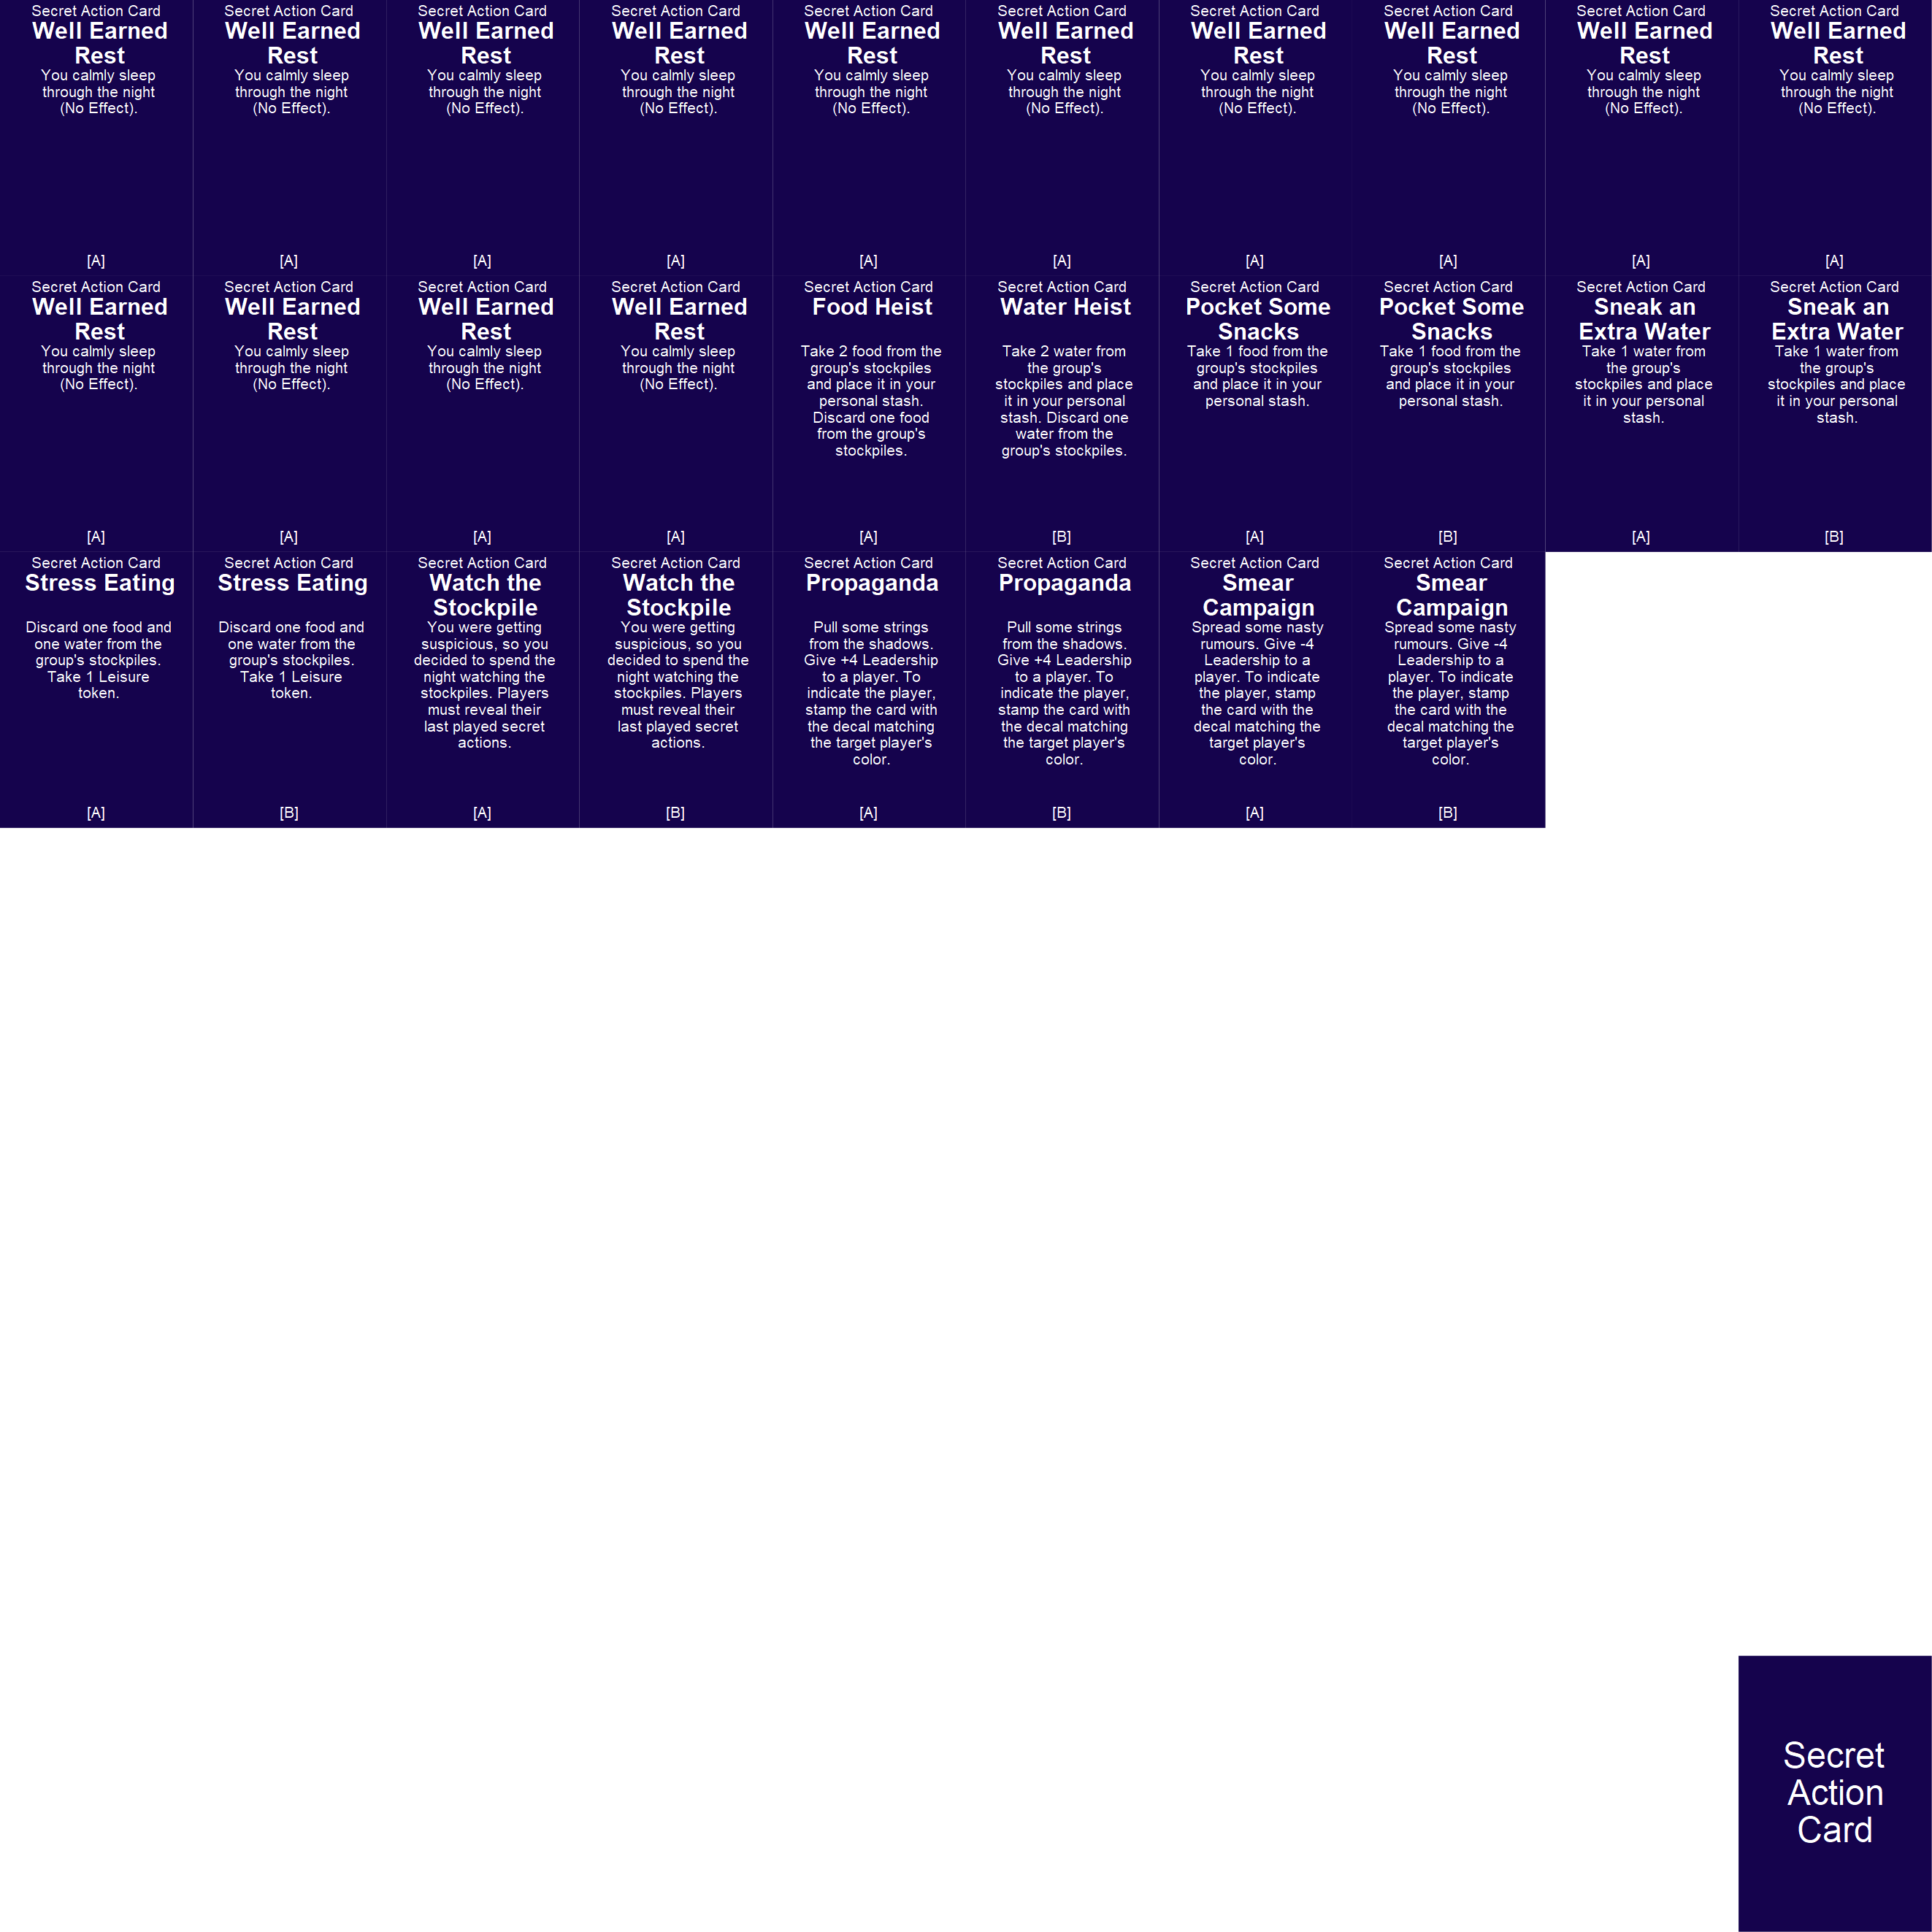 Secret Action Card
Well Earned
Rest
You calmly sleep
through the night
(No Effect).
[A]
Secret Action Card
Well Earned
Rest
You calmly sleep
through the night
(No Effect).
[A]
Secret Action Card
Well Earned
Rest
You calmly sleep
through the night
(No Effect).
[A]
Secret Action Card
Well Earned
Rest
You calmly sleep
through the night
(No Effect).
[A]
Secret Action Card
Well Earned
Rest
You calmly sleep
through the night
(No Effect).
[A]
Secret Action Card
Well Earned
Rest
You calmly sleep
through the night
(No Effect).
[A]
Secret Action Card
Well Earned
Rest
You calmly sleep
through the night
(No Effect).
[A]
Secret Action Card
Well Earned
Rest
You calmly sleep
through the night
(No Effect).
[A]
Secret Action Card
Well Earned
Rest
You calmly sleep
through the night
(No Effect).
[A]
Secret Action Card
Well Earned
Rest
You calmly sleep
through the night
(No Effect).
[A]
Secret Action Card
Well Earned
Rest
You calmly sleep
through the night
(No Effect).
[A]
Secret Action Card
Well Earned
Rest
You calmly sleep
through the night
(No Effect).
[A]
Secret Action Card
Well Earned
Rest
You calmly sleep
through the night
(No Effect).
[A]
Secret Action Card
Well Earned
Rest
You calmly sleep
through the night
(No Effect).
[A]
Secret Action Card
Food Heist
Take 2 food from the
group's stockpiles
and place it in your
personal stash.
Discard one food
from the group's
stockpiles.
[A]
Secret Action Card
Water Heist
Take 2 water from
the group's
stockpiles and place
it in your personal
stash. Discard one
water from the
group's stockpiles.
[B]
Secret Action Card
Pocket Some
Snacks
Take 1 food from the
group's stockpiles
and place it in your
personal stash.
[A]
Secret Action Card
Pocket Some
Snacks
Take 1 food from the
group's stockpiles
and place it in your
personal stash.
[B]
Secret Action Card
Sneak an
Extra Water
Take 1 water from
the group's
stockpiles and place
it in your personal
stash.
[A]
Secret Action Card
Sneak an
Extra Water
Take 1 water from
the group's
stockpiles and place
it in your personal
stash.
[B]
Secret Action Card
Stress Eating
Discard one food and
one water from the
group's stockpiles.
Take 1 Leisure
token.
[A]
Secret Action Card
Stress Eating
Discard one food and
one water from the
group's stockpiles.
Take 1 Leisure
token.
[B]
Secret Action Card
Watch the
Stockpile
You were getting
suspicious, so you
decided to spend the
night watching the
stockpiles. Players
must reveal their
last played secret
actions.
[A]
Secret Action Card
Watch the
Stockpile
You were getting
suspicious, so you
decided to spend the
night watching the
stockpiles. Players
must reveal their
last played secret
actions.
[B]
Secret Action Card
Propaganda
Pull some strings
from the shadows.
Give +4 Leadership
to a player. To
indicate the player,
stamp the card with
the decal matching
the target player's
color.
[A]
Secret Action Card
Propaganda
Pull some strings
from the shadows.
Give +4 Leadership
to a player. To
indicate the player,
stamp the card with
the decal matching
the target player's
color.
[B]
Secret Action Card
Smear
Campaign
Spread some nasty
rumours. Give -4
Leadership to a
player. To indicate
the player, stamp
the card with the
decal matching the
target player's
color.
[A]
Secret Action Card
Smear
Campaign
Spread some nasty
rumours. Give -4
Leadership to a
player. To indicate
the player, stamp
the card with the
decal matching the
target player's
color.
[B]
Secret
Action
Card